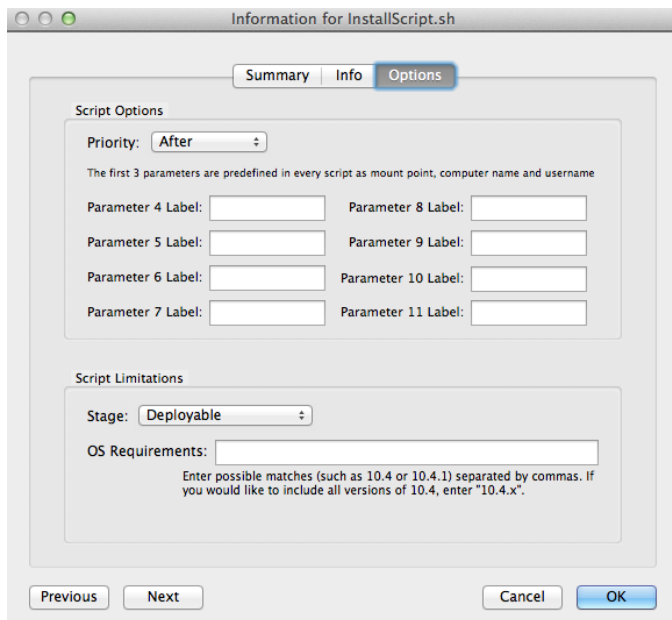 Information for InstallScript.sh
Summary Info Options
Script Options
Priority: After
The first 3 parameters are predefined in every script as mount point, computer name and username
Parameter 4 Label: Parameter 8 Label:
Parameter 5 Label: Parameter 9 Label:
Parameter 6 Label: Parameter 10 Label:
Parameter 7 Label: Parameter 11 Label:
Script Limitations
Stage: Deployable
OS Requirements:
Enter possible matches (such as 10.4 or 10.4.1) separated by commas. If
you would like to include all versions of 10.4, enter "10.4.x".
Previous Next Cancel OK